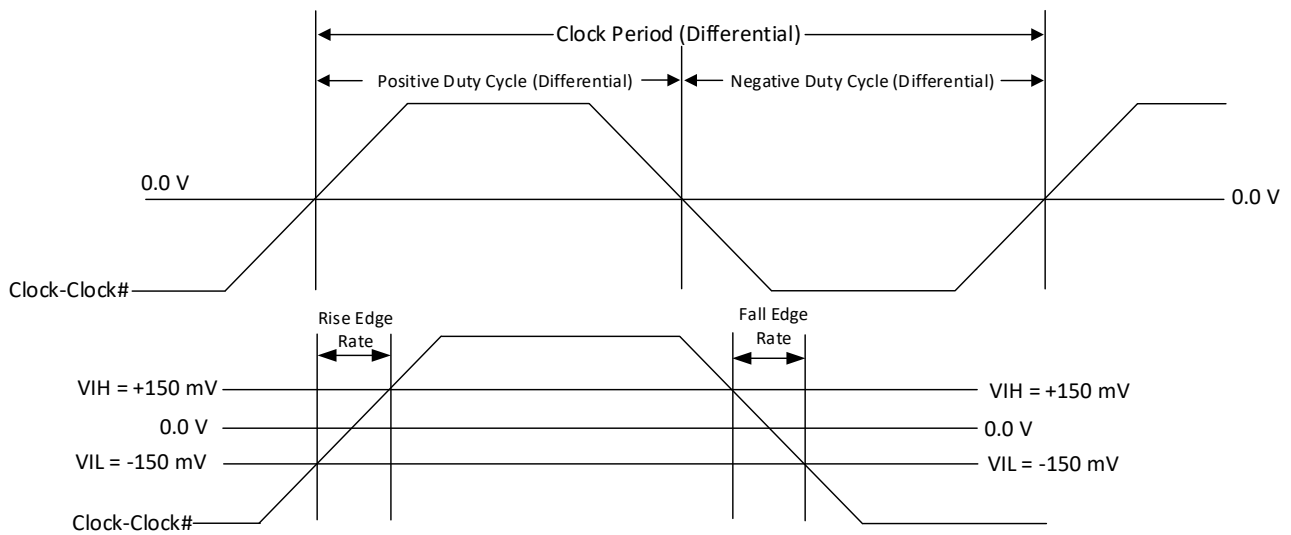 Clock Period (Differential)
Positive Duty Cycle (Differential)
Negative Duty Cycle (Differential)
0.0 V
0.0 V
Clock-Clock#
Rise Edge
Rate
Fall Edge
Rate
VIH = +150 mV
VIH = +150 mV
0.0 V
0.0 V
VIL = -150 mV
VIL = -150 mV
Clock-Clock#